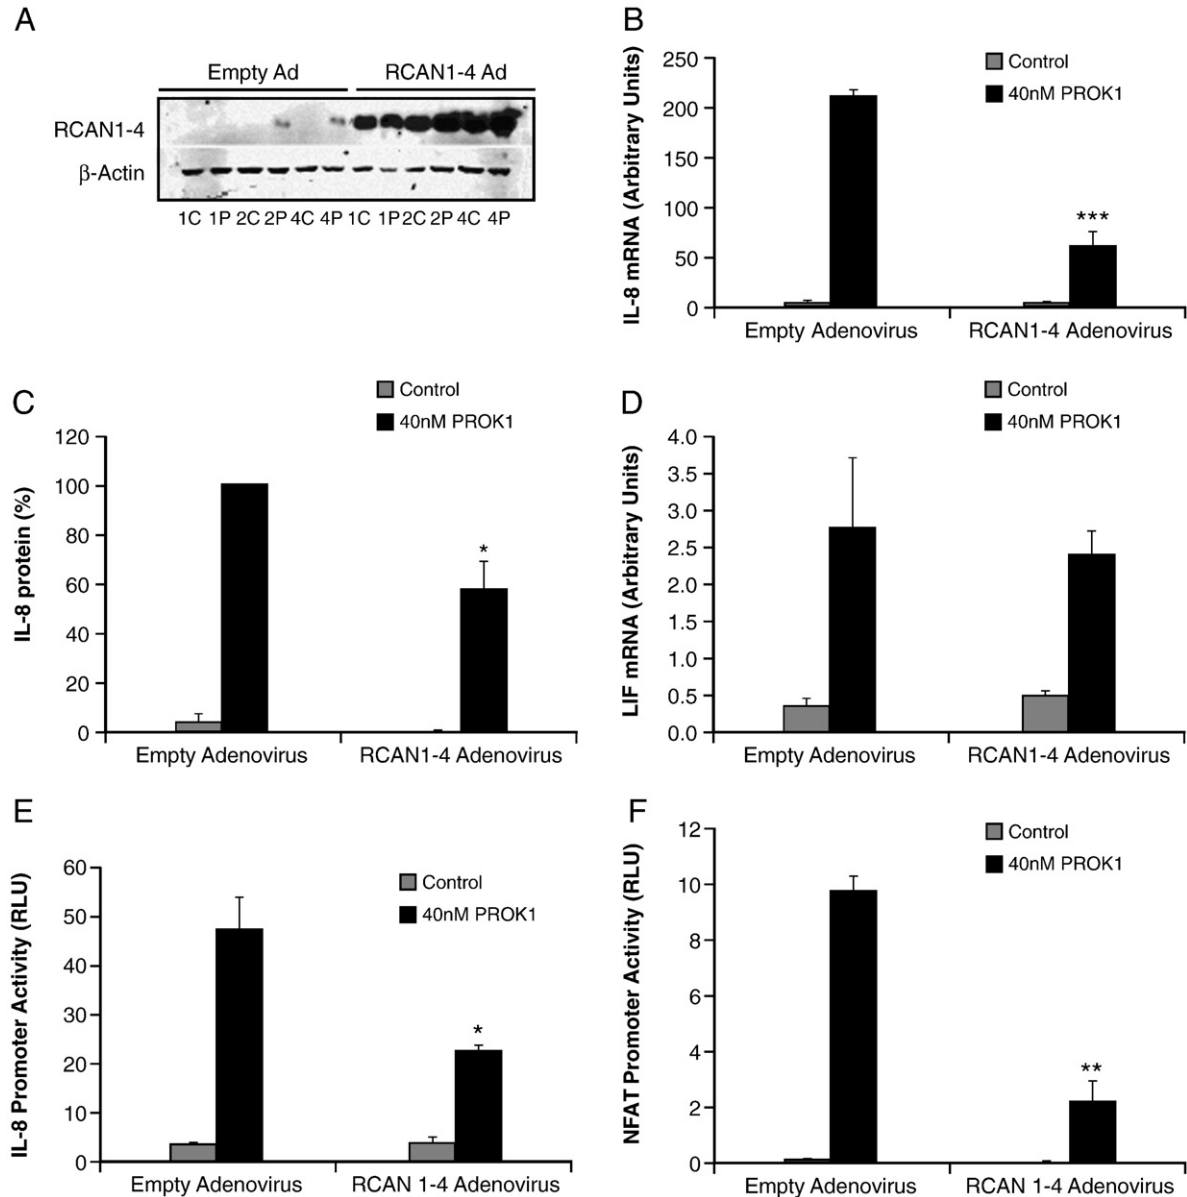 A
Empty Ad RCAN1-4 Ad
RCAN1-4
β-Actin
1C 1P 2C 2P 4C 4P 1C 1P 2C 2P 4C 4P
B
IL-8 mRNA (Arbitrary Units)
250
200
150
100
50
0
Control
40nM PROK1
***
Empty Adenovirus RCAN1-4 Adenovirus
C
IL-8 protein (%)
120
100
80
60
40
20
0
Control
40nM PROK1
*
Empty Adenovirus RCAN1-4 Adenovirus
D
LIF mRNA (Arbitrary Units)
4.0
3.5
3.0
2.5
2.0
1.5
1.0
0.5
0.0
Control
40nM PROK1
Empty Adenovirus RCAN1-4 Adenovirus
E
IL-8 Promoter Activity (RLU)
60
50
40
30
20
10
0
Control
40nM PROK1
*
Empty Adenovirus RCAN 1-4 Adenovirus
F
NFAT Promoter Activity (RLU)
12
10
8
6
4
2
0
Control
40nM PROK1
**
Empty Adenovirus RCAN 1-4 Adenovirus